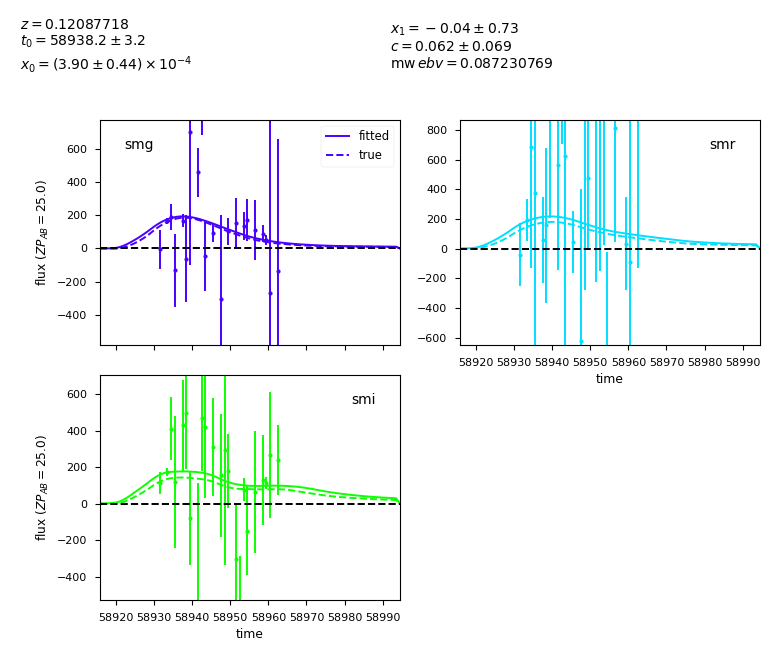 z = 0.12087718
t₀ = 58938.2 ± 3.2
x₀ = (3.90 ± 0.44) × 10⁻⁴
x₁ = −0.04 ± 0.73
c = 0.062 ± 0.069
mw ebv = 0.087230769
smg
fitted
true
600
400
200
0
−200
−400
flux (ZP_AB = 25.0)
smr
800
600
400
200
0
−200
−400
−600
58920 58930 58940 58950 58960 58970 58980 58990
time
smi
600
400
200
0
−200
−400
flux (ZP_AB = 25.0)
58920 58930 58940 58950 58960 58970 58980 58990
time